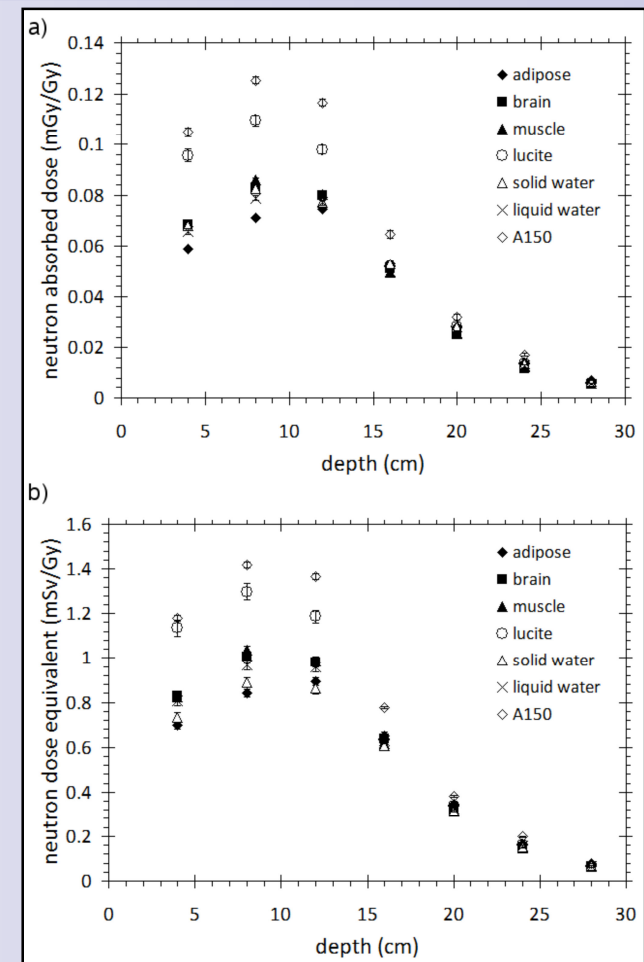 a)
0.14
0.12
0.1
0.08
0.06
0.04
0.02
0
neutron absorbed dose (mGy/Gy)
adipose
brain
muscle
lucite
solid water
liquid water
A150
0 5 10 15 20 25 30
depth (cm)
b)
1.6
1.4
1.2
1
0.8
0.6
0.4
0.2
0
neutron dose equivalent (mSv/Gy)
adipose
brain
muscle
lucite
solid water
liquid water
A150
0 5 10 15 20 25 30
depth (cm)